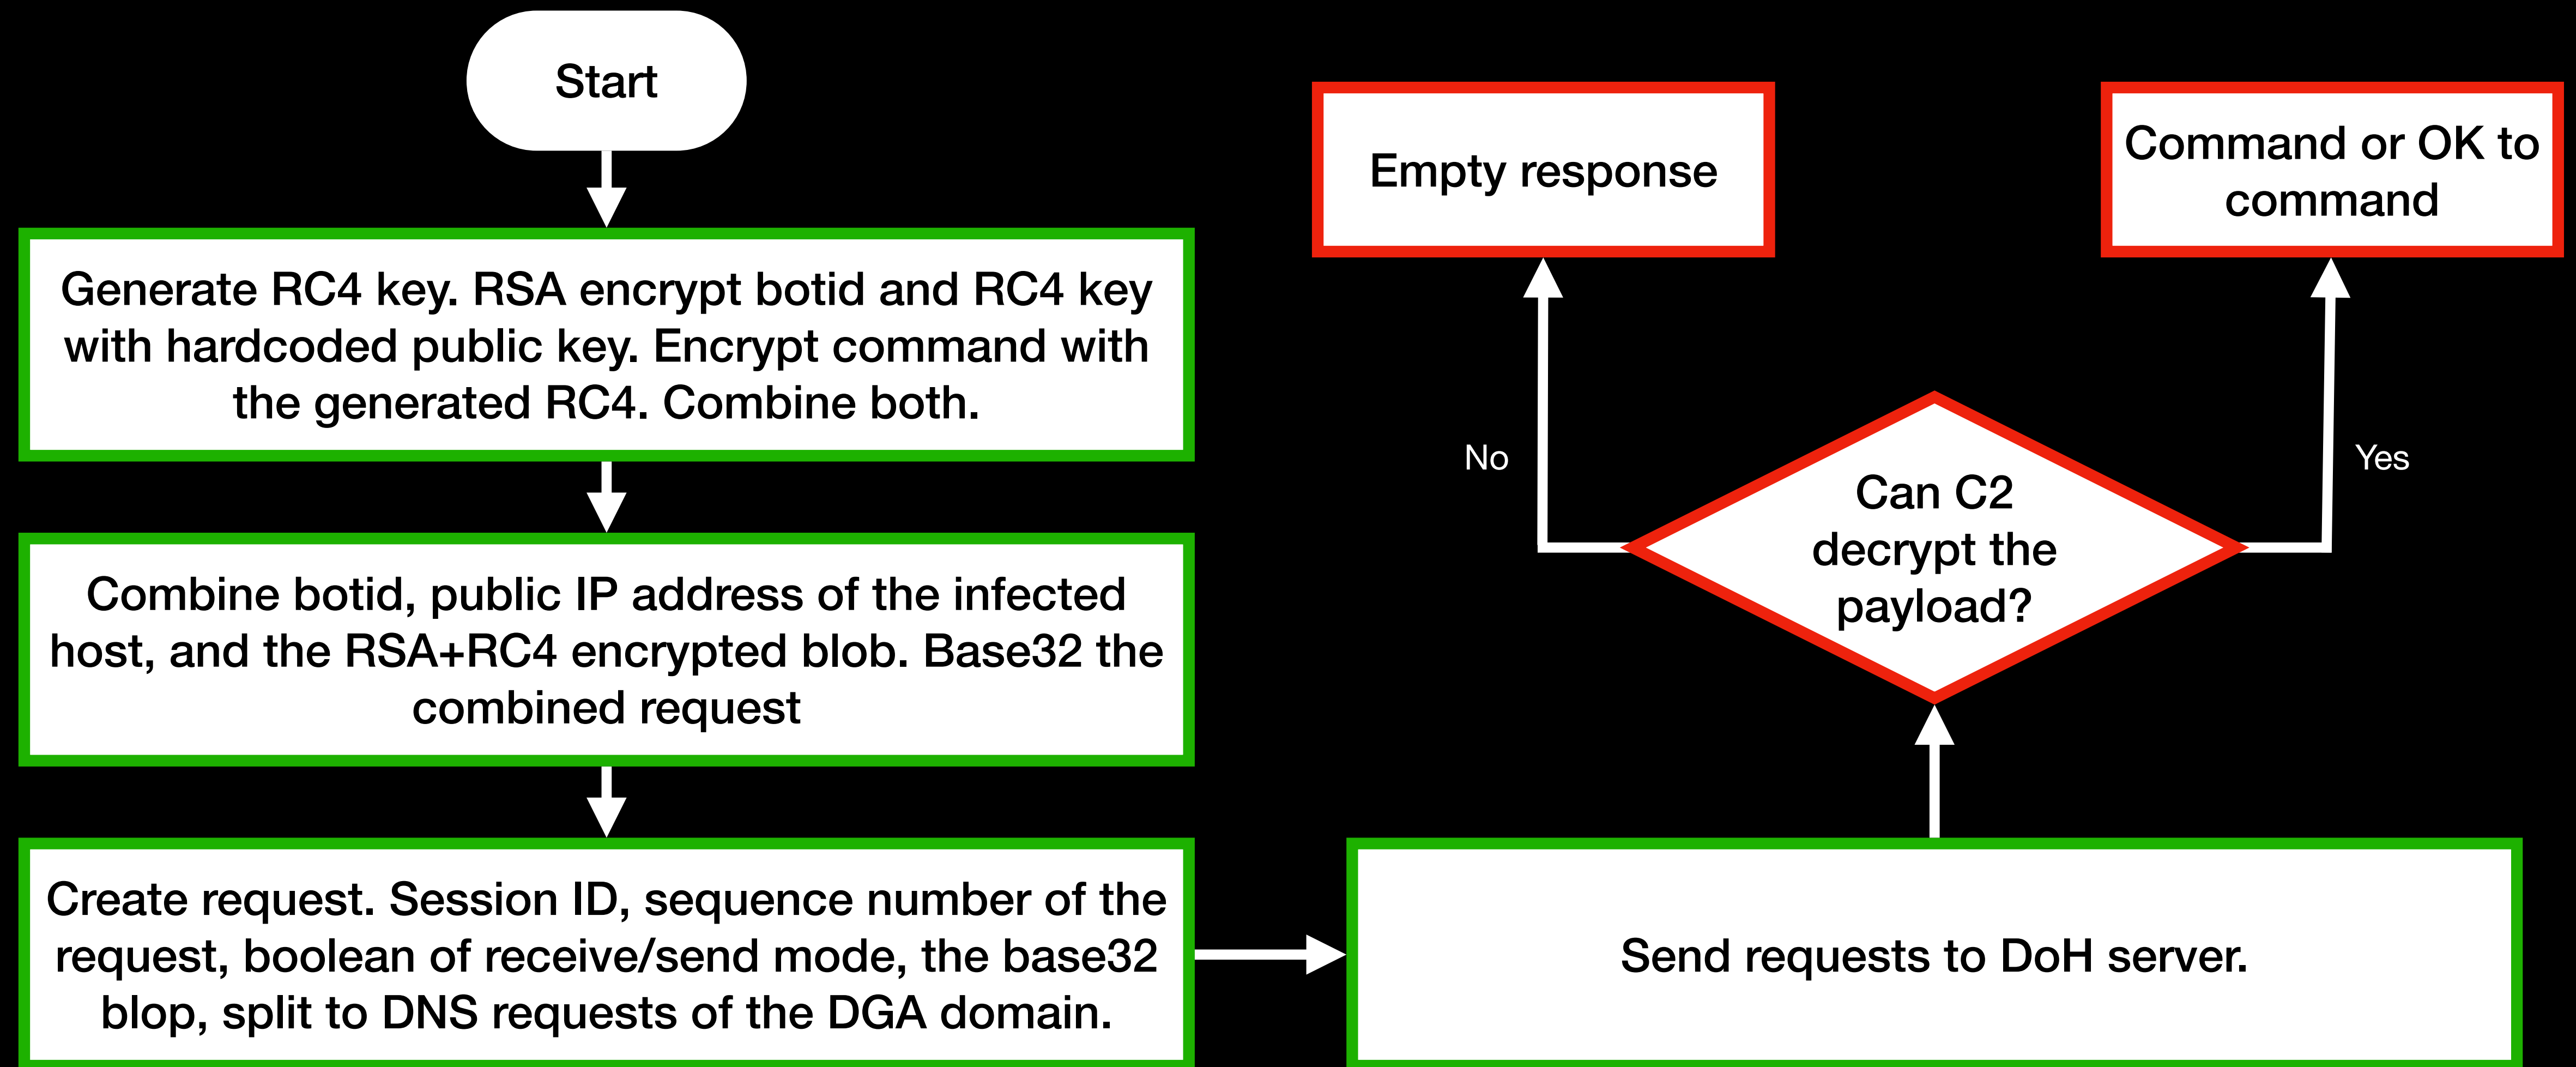 Start
Generate RC4 key. RSA encrypt botid and RC4 key
with hardcoded public key. Encrypt command with
the generated RC4. Combine both.
Combine botid, public IP address of the infected
host, and the RSA+RC4 encrypted blob. Base32 the
combined request
Create request. Session ID, sequence number of the
request, boolean of receive/send mode, the base32
blop, split to DNS requests of the DGA domain.
Send requests to DoH server.
Can C2
decrypt the
payload?
No
Empty response
Yes
Command or OK to
command